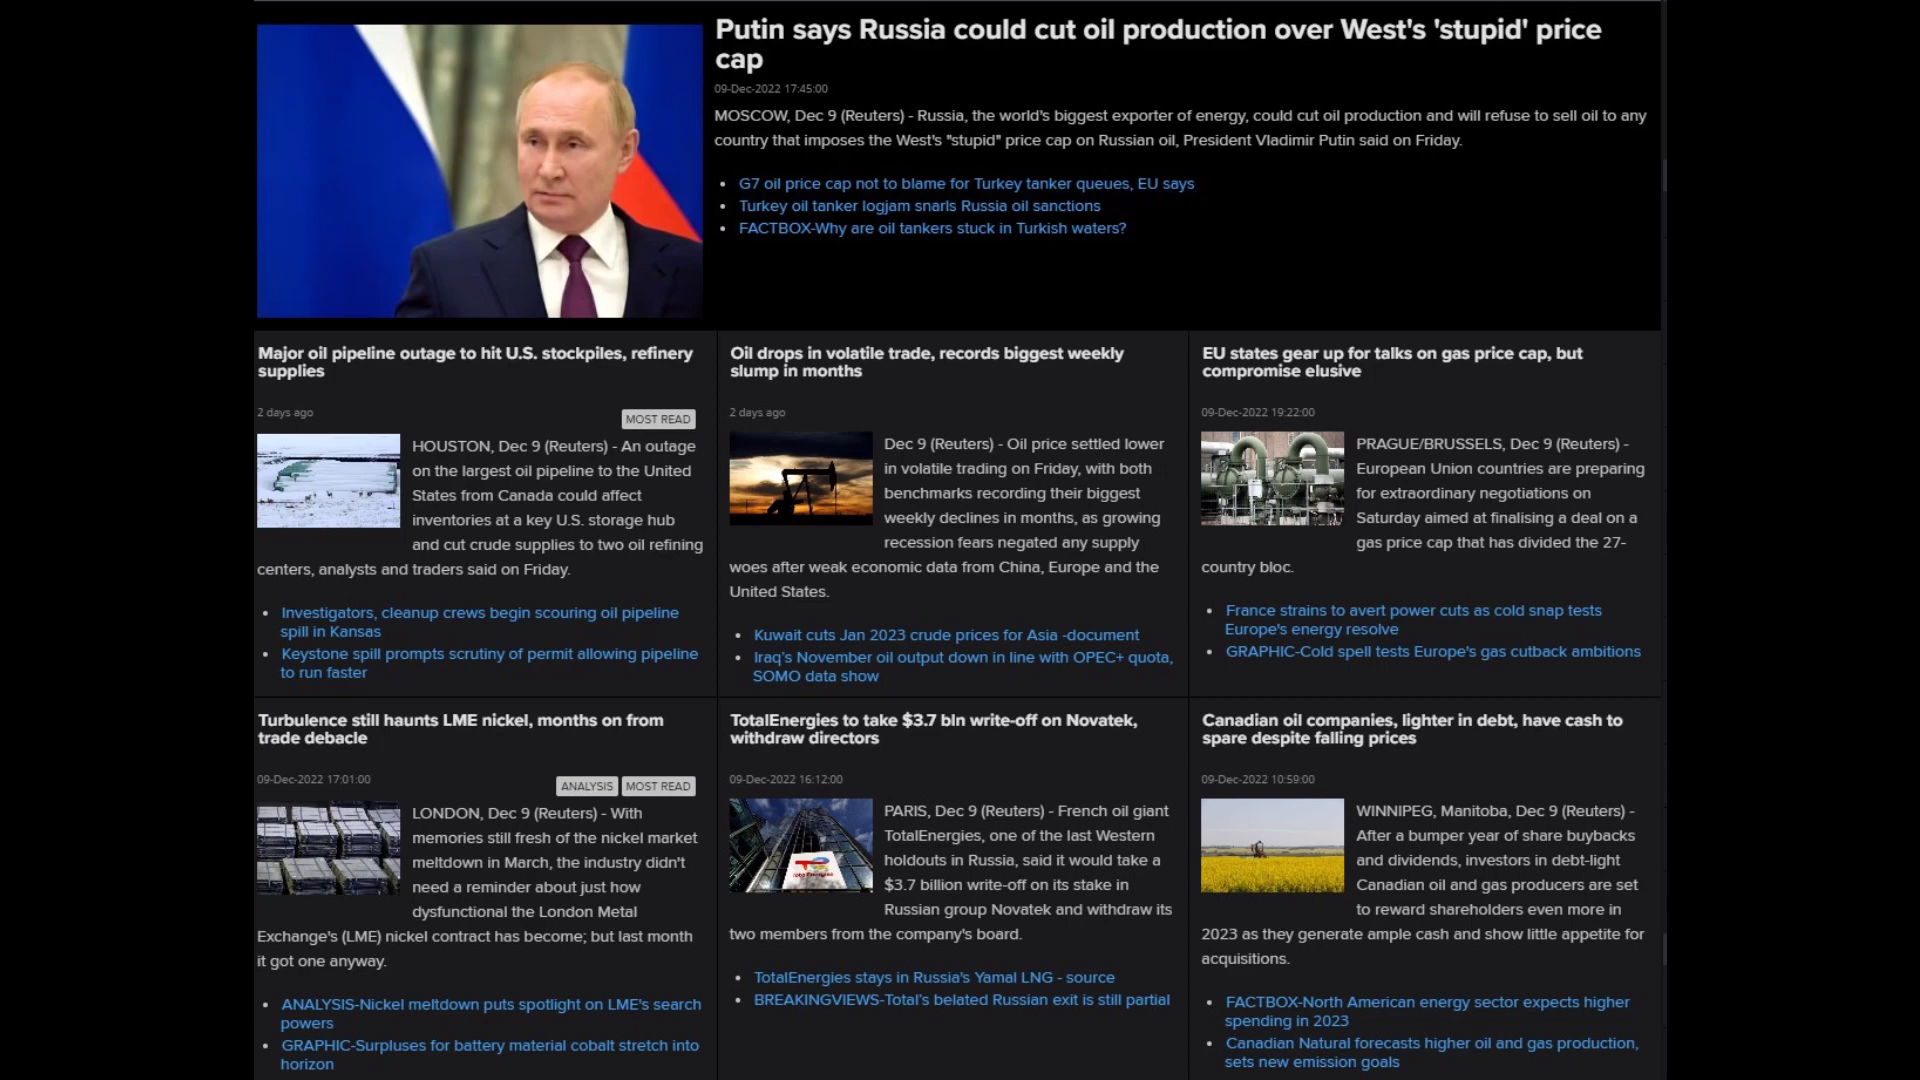 Putin says Russia could cut oil production over West's 'stupid' price
cap
09-Dec-2022 17:45:00
MOSCOW, Dec 9 (Reuters) - Russia, the world's biggest exporter of energy, could cut oil production and will refuse to sell oil to any
country that imposes the West's "stupid" price cap on Russian oil, President Vladimir Putin said on Friday.
• G7 oil price cap not to blame for Turkey tanker queues, EU says
• Turkey oil tanker logjam snarls Russia oil sanctions
• FACTBOX-Why are oil tankers stuck in Turkish waters?
Major oil pipeline outage to hit U.S. stockpiles, refinery
supplies
2 days ago
MOST READ
HOUSTON, Dec 9 (Reuters) - An outage
on the largest oil pipeline to the United
States from Canada could affect
inventories at a key U.S. storage hub
and cut crude supplies to two oil refining
centers, analysts and traders said on Friday.
• Investigators, cleanup crews begin scouring oil pipeline
spill in Kansas
• Keystone spill prompts scrutiny of permit allowing pipeline
to run faster
Oil drops in volatile trade, records biggest weekly
slump in months
2 days ago
Dec 9 (Reuters) - Oil price settled lower
in volatile trading on Friday, with both
benchmarks recording their biggest
weekly declines in months, as growing
recession fears negated any supply
woes after weak economic data from China, Europe and the
United States.
• Kuwait cuts Jan 2023 crude prices for Asia -document
• Iraq's November oil output down in line with OPEC+ quota,
SOMO data show
EU states gear up for talks on gas price cap, but
compromise elusive
09-Dec-2022 19:22:00
PRAGUE/BRUSSELS, Dec 9 (Reuters) -
European Union countries are preparing
for extraordinary negotiations on
Saturday aimed at finalising a deal on a
gas price cap that has divided the 27-
country bloc.
• France strains to avert power cuts as cold snap tests
Europe's energy resolve
• GRAPHIC-Cold spell tests Europe's gas cutback ambitions
Turbulence still haunts LME nickel, months on from
trade debacle
09-Dec-2022 17:01:00
ANALYSIS MOST READ
LONDON, Dec 9 (Reuters) - With
memories still fresh of the nickel market
meltdown in March, the industry didn't
need a reminder about just how
dysfunctional the London Metal
Exchange's (LME) nickel contract has become; but last month
it got one anyway.
• ANALYSIS-Nickel meltdown puts spotlight on LME's search
powers
• GRAPHIC-Surpluses for battery material cobalt stretch into
horizon
TotalEnergies to take $3.7 bln write-off on Novatek,
withdraw directors
09-Dec-2022 16:12:00
TotalEnergies
PARIS, Dec 9 (Reuters) - French oil giant
TotalEnergies, one of the last Western
holdouts in Russia, said it would take a
$3.7 billion write-off on its stake in
Russian group Novatek and withdraw its
two members from the company's board.
• TotalEnergies stays in Russia's Yamal LNG - source
• BREAKINGVIEWS-Total's belated Russian exit is still partial
Canadian oil companies, lighter in debt, have cash to
spare despite falling prices
09-Dec-2022 10:59:00
WINNIPEG, Manitoba, Dec 9 (Reuters) -
After a bumper year of share buybacks
and dividends, investors in debt-light
Canadian oil and gas producers are set
to reward shareholders even more in
2023 as they generate ample cash and show little appetite for
acquisitions.
• FACTBOX-North American energy sector expects higher
spending in 2023
• Canadian Natural forecasts higher oil and gas production,
sets new emission goals